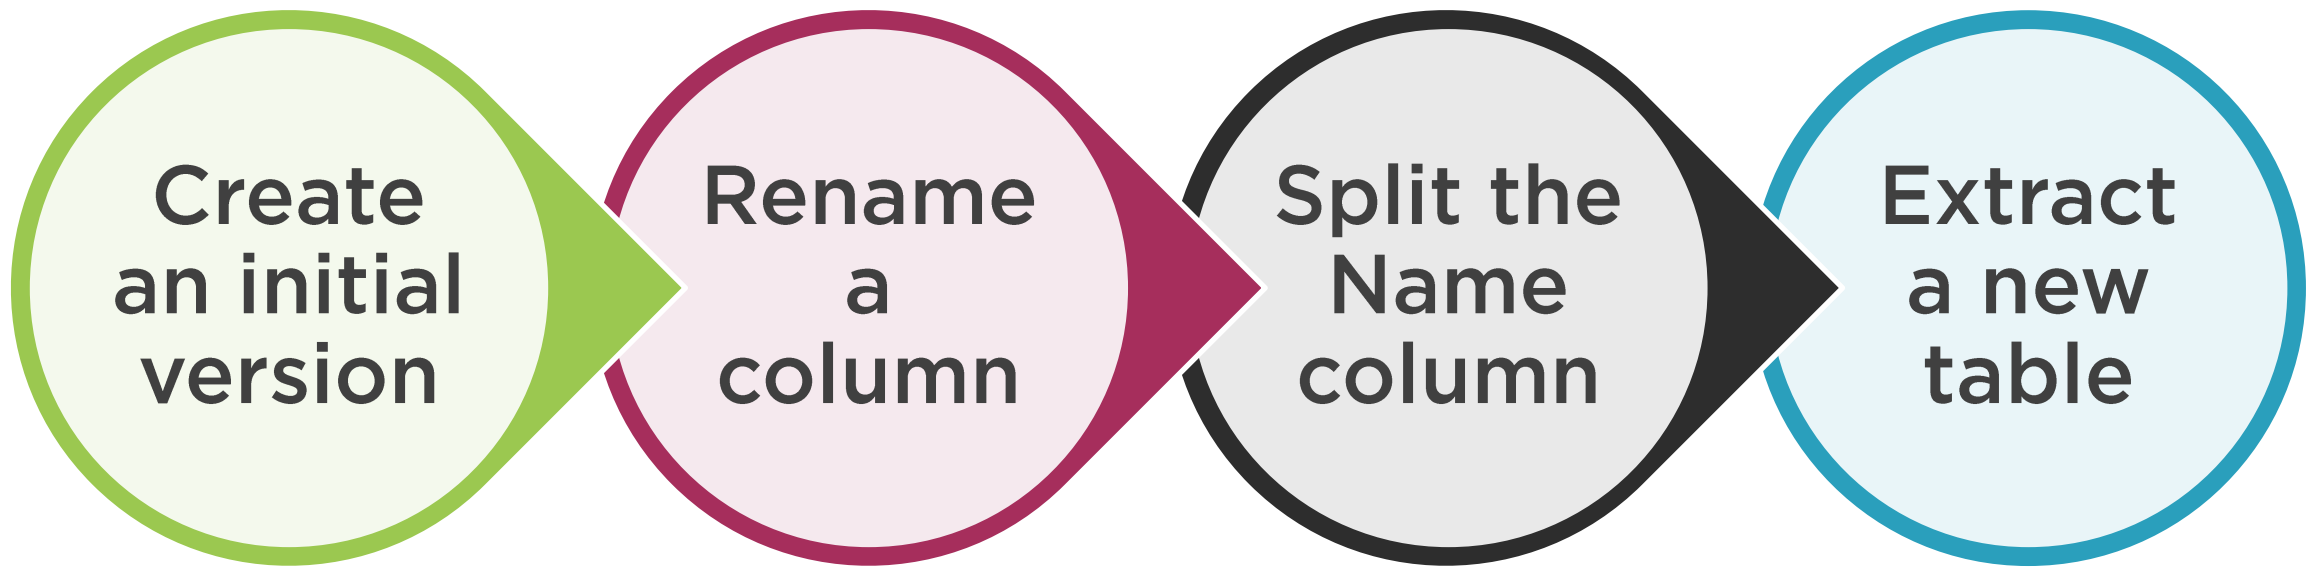 Create
an initial
version
Rename
a
column
Split the
Name
column
Extract
a new
table